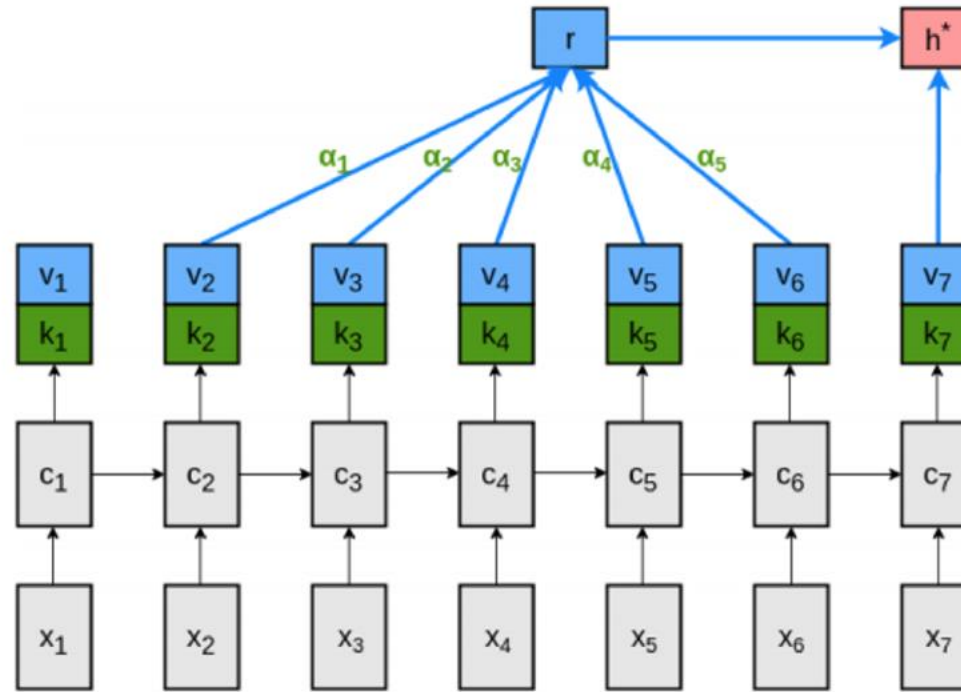 r h*
α₁ α₂ α₃ α₄ α₅
v₁ v₂ v₃ v₄ v₅ v₆ v₇
k₁ k₂ k₃ k₄ k₅ k₆ k₇
c₁ c₂ c₃ c₄ c₅ c₆ c₇
x₁ x₂ x₃ x₄ x₅ x₆ x₇